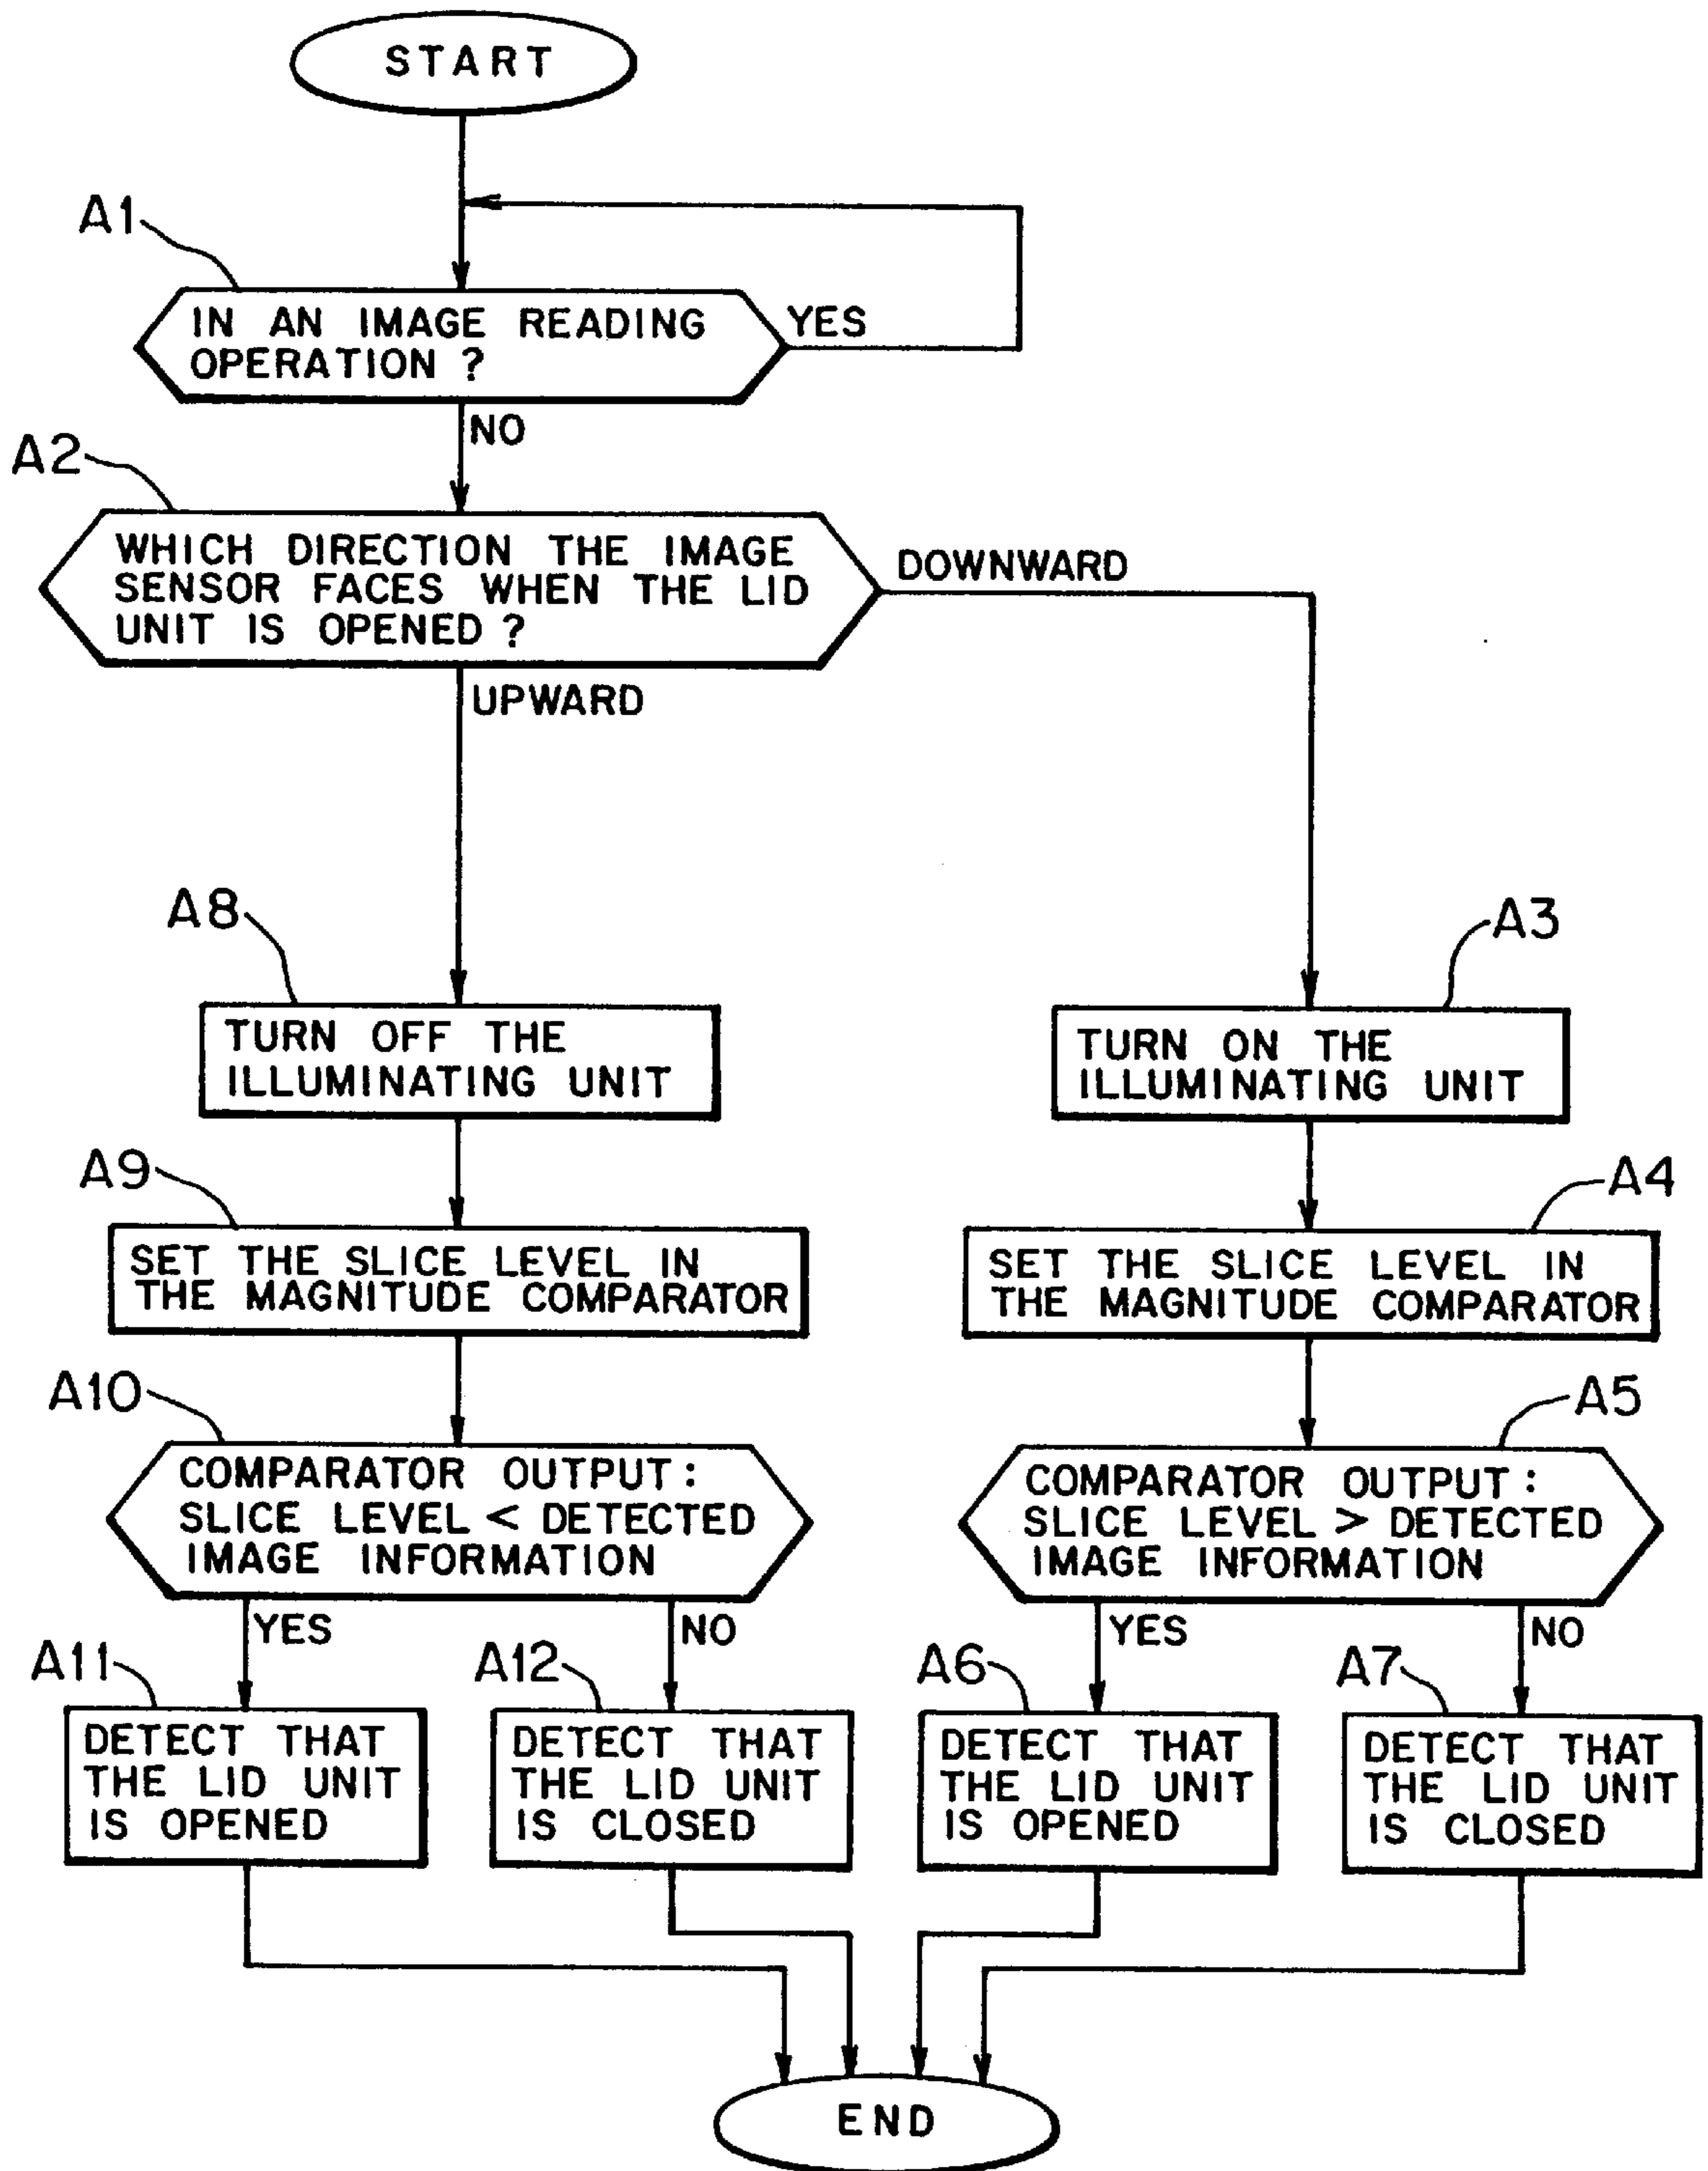 START
A1
IN AN IMAGE READING
OPERATION ?
YES
NO
A2
WHICH DIRECTION THE IMAGE
SENSOR FACES WHEN THE LID
UNIT IS OPENED ?
DOWNWARD
UPWARD
A8
TURN OFF THE
ILLUMINATING UNIT
A3
TURN ON THE
ILLUMINATING UNIT
A9
SET THE SLICE LEVEL IN
THE MAGNITUDE COMPARATOR
A4
SET THE SLICE LEVEL IN
THE MAGNITUDE COMPARATOR
A10
COMPARATOR OUTPUT :
SLICE LEVEL < DETECTED
IMAGE INFORMATION
A5
COMPARATOR OUTPUT :
SLICE LEVEL > DETECTED
IMAGE INFORMATION
YES
NO
YES
NO
A11
DETECT THAT
THE LID UNIT
IS OPENED
A12
DETECT THAT
THE LID UNIT
IS CLOSED
A6
DETECT THAT
THE LID UNIT
IS OPENED
A7
DETECT THAT
THE LID UNIT
IS CLOSED
END